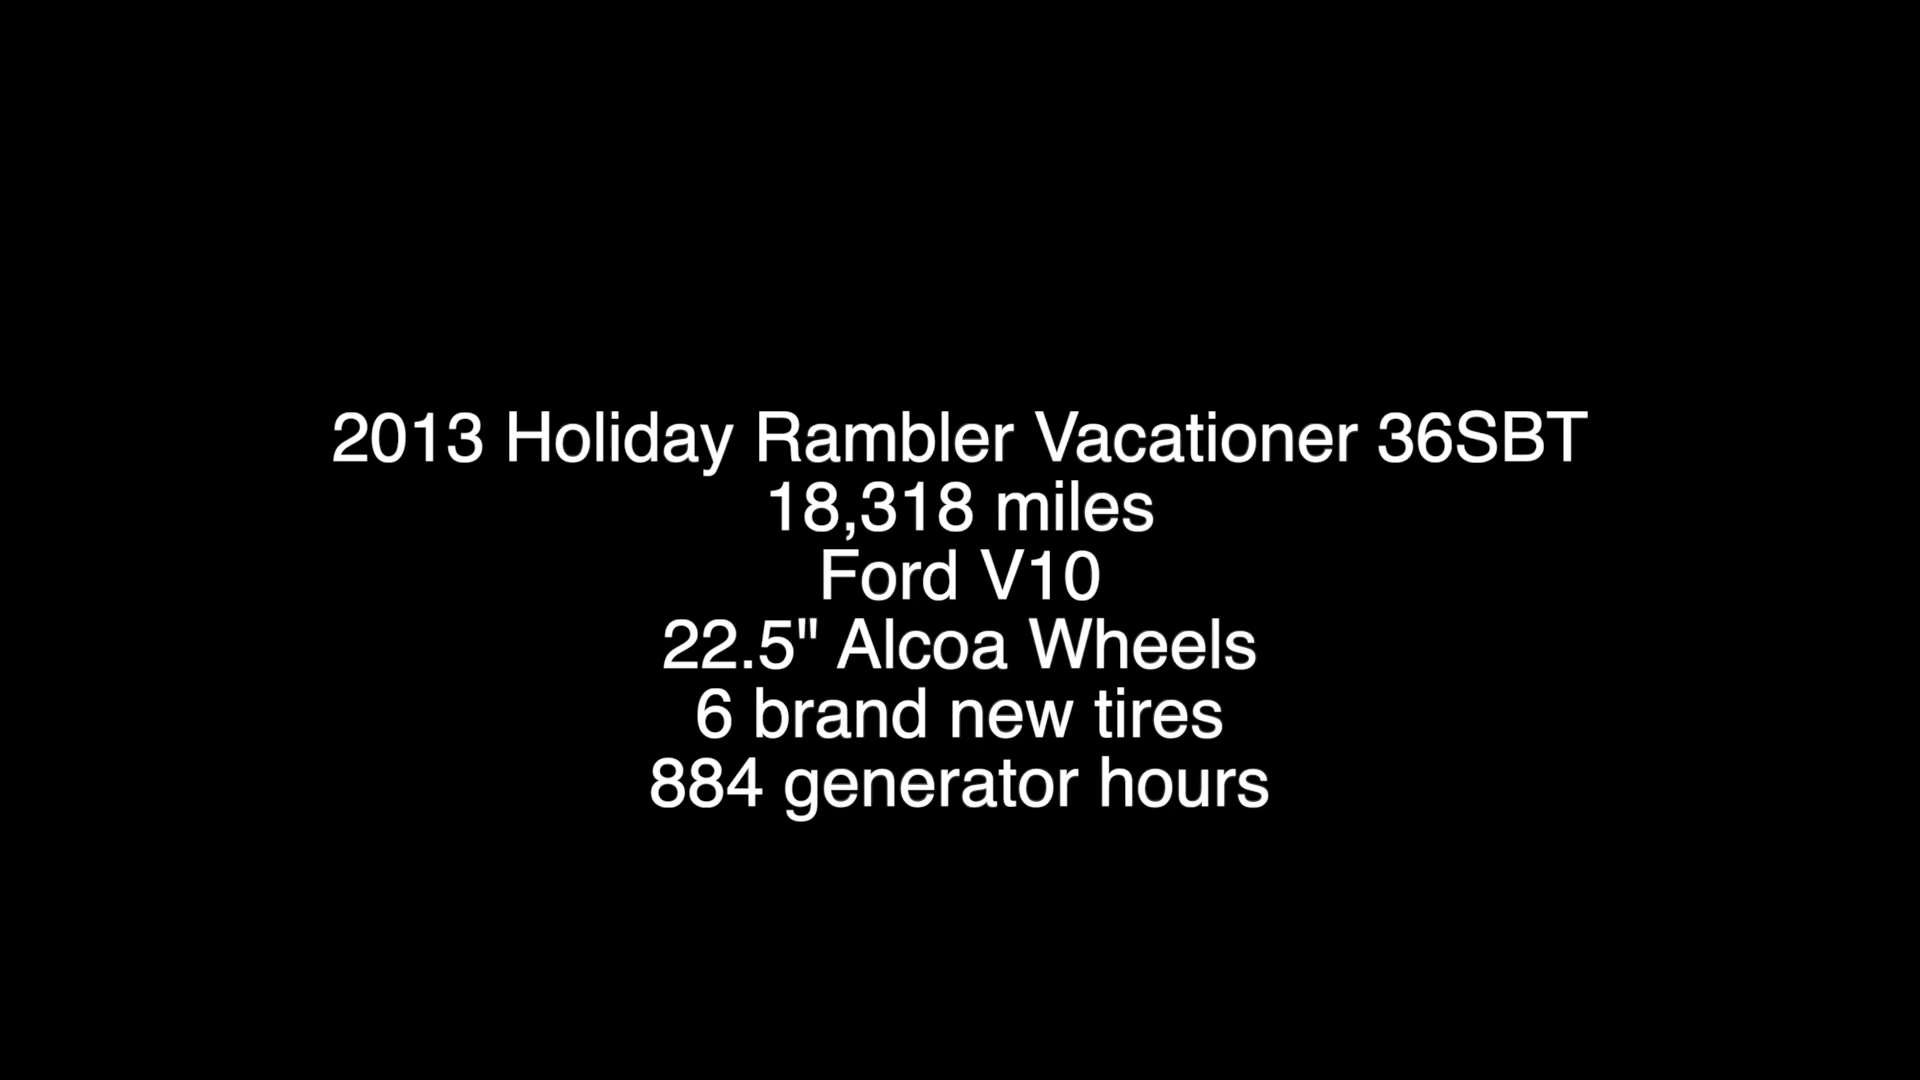 2013 Holiday Rambler Vacationer 36SBT
18,318 miles
Ford V10
22.5" Alcoa Wheels
6 brand new tires
884 generator hours